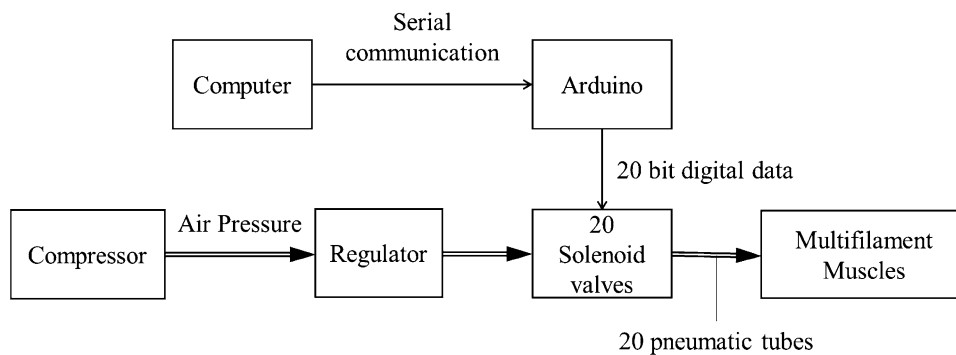 Serial
communication
Computer
Arduino
20 bit digital data
Air Pressure
Compressor
Regulator
20
Solenoid
valves
Multifilament
Muscles
20 pneumatic tubes